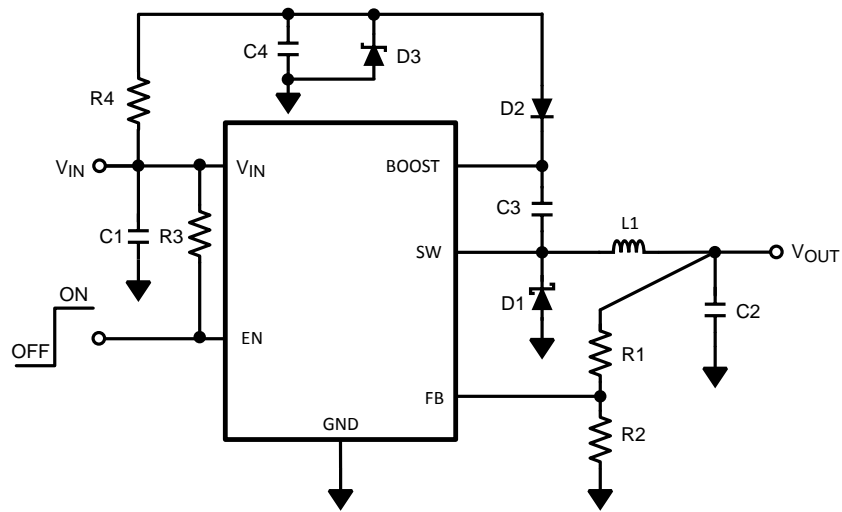 C4
D3
R4
D2
VIN
VIN
BOOST
C3
C1
R3
L1
SW
VOUT
D1
C2
ON
OFF
EN
R1
FB
GND
R2